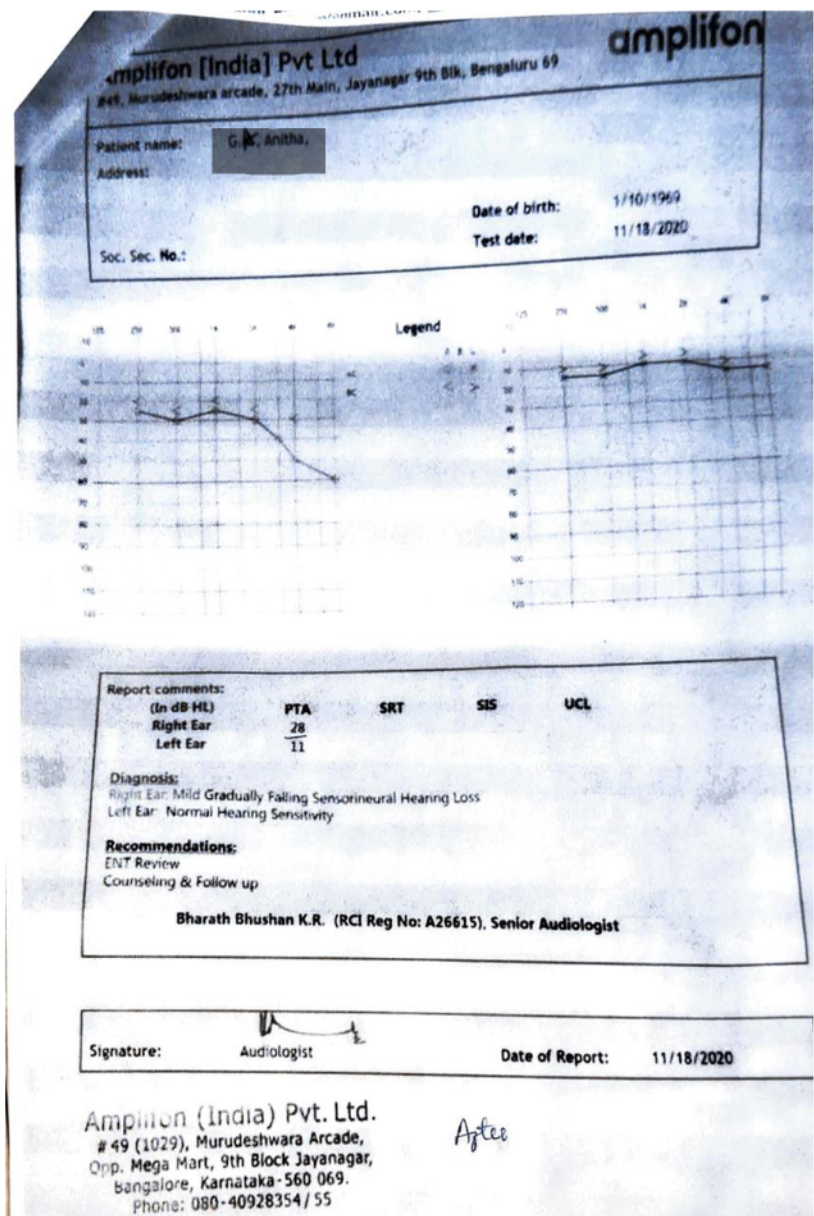 amplifon
Amplifon [India] Pvt Ltd
#49, Murudeshwara arcade, 27th Main, Jayanagar 9th Blk, Bengaluru 69
Patient name: Anitha,
Address:
Date of birth: 1/10/1969
Test date: 11/18/2020
Soc. Sec. No.:
Legend
Report comments:
(In dB HL) PTA SRT SIS UCL
Right Ear 28
Left Ear 11
Diagnosis:
Right Ear: Mild Gradually Falling Sensorineural Hearing Loss
Left Ear: Normal Hearing Sensitivity
Recommendations:
ENT Review
Counseling & Follow up
Bharath Bhushan K.R. (RCI Reg No: A26615), Senior Audiologist
Signature: Audiologist Date of Report: 11/18/2020
Amplifon (India) Pvt. Ltd.
# 49 (1029), Murudeshwara Arcade,
Opp. Mega Mart, 9th Block Jayanagar,
Bangalore, Karnataka-560 069.
Phone: 080-40928354/55